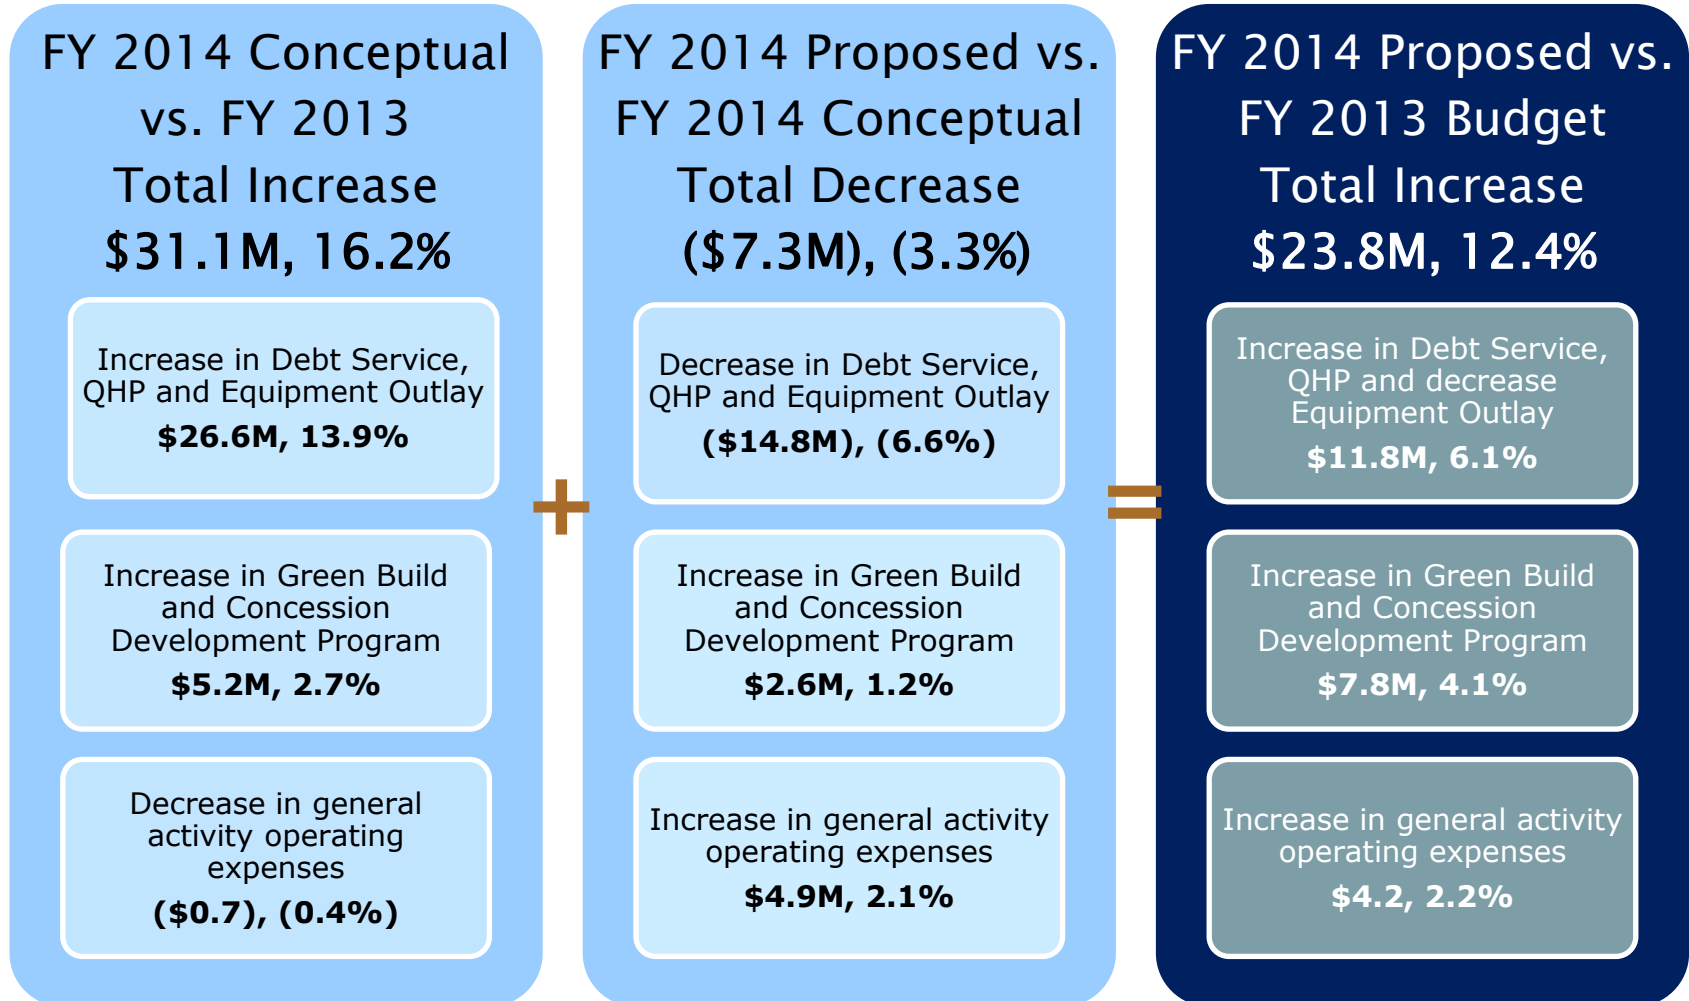 FY 2014 Conceptual
vs. FY 2013
Total Increase
$31.1M, 16.2%
Increase in Debt Service,
QHP and Equipment Outlay
$26.6M, 13.9%
Increase in Green Build
and Concession
Development Program
$5.2M, 2.7%
Decrease in general
activity operating
expenses
($0.7), (0.4%)
+
FY 2014 Proposed vs.
FY 2014 Conceptual
Total Decrease
($7.3M), (3.3%)
Decrease in Debt Service,
QHP and Equipment Outlay
($14.8M), (6.6%)
Increase in Green Build
and Concession
Development Program
$2.6M, 1.2%
Increase in general activity
operating expenses
$4.9M, 2.1%
=
FY 2014 Proposed vs.
FY 2013 Budget
Total Increase
$23.8M, 12.4%
Increase in Debt Service,
QHP and decrease
Equipment Outlay
$11.8M, 6.1%
Increase in Green Build
and Concession
Development Program
$7.8M, 4.1%
Increase in general activity
operating expenses
$4.2, 2.2%